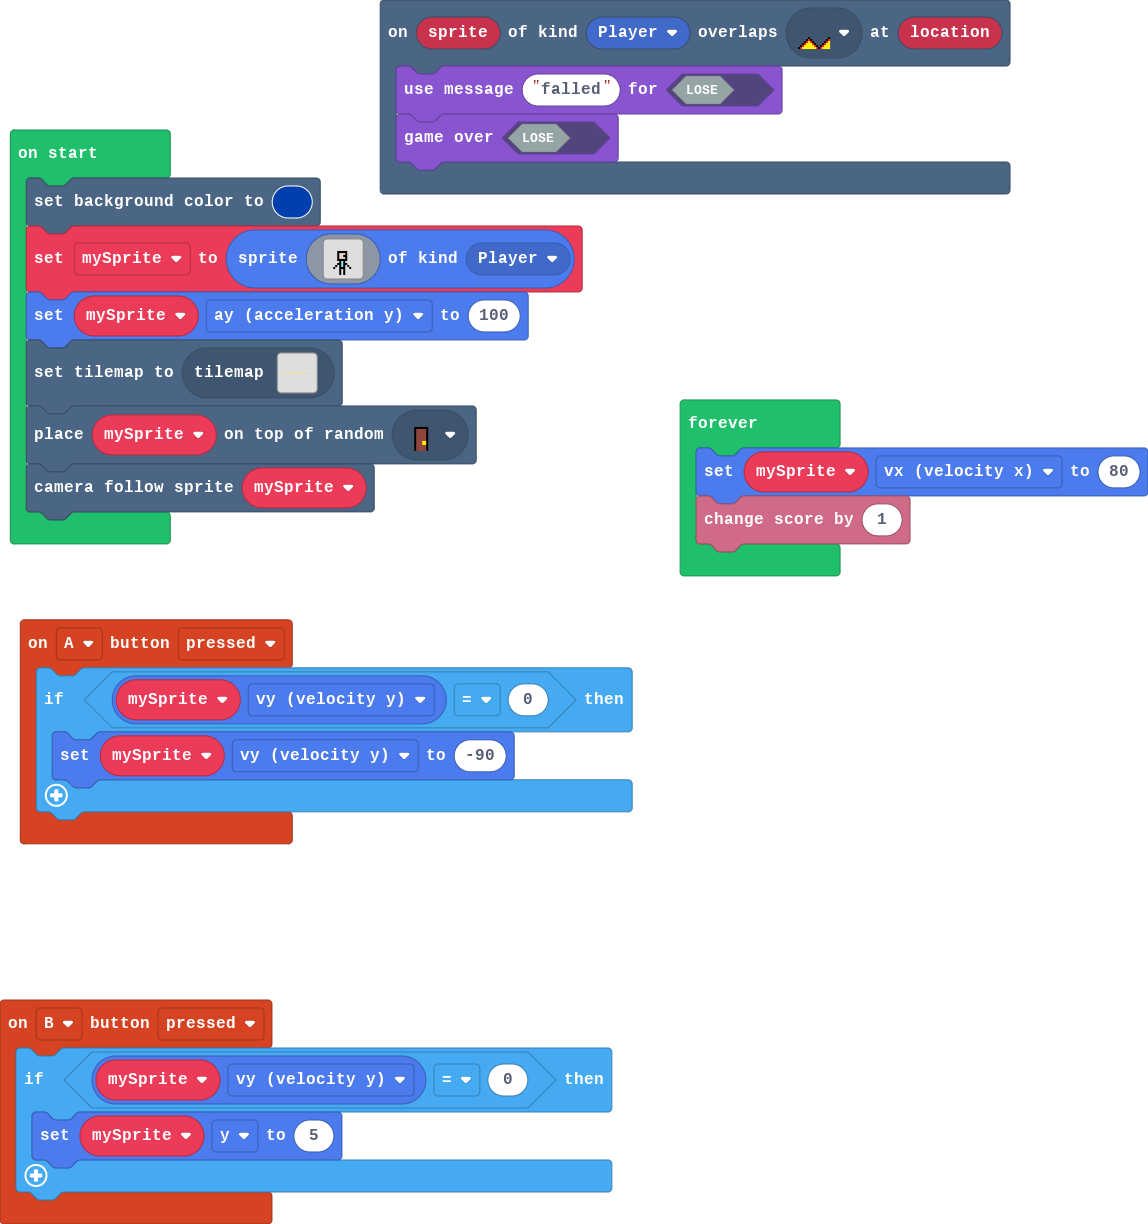 on sprite of kind Player overlaps at location
use message "falled" for LOSE
game over LOSE
on start
set background color to
set mySprite to sprite of kind Player
set mySprite ay (acceleration y) to 100
set tilemap to tilemap
place mySprite on top of random
camera follow sprite mySprite
forever
set mySprite vx (velocity x) to 80
change score by 1
on A button pressed
if mySprite vy (velocity y) = 0 then
set mySprite vy (velocity y) to -90
on B button pressed
if mySprite vy (velocity y) = 0 then
set mySprite y to 5